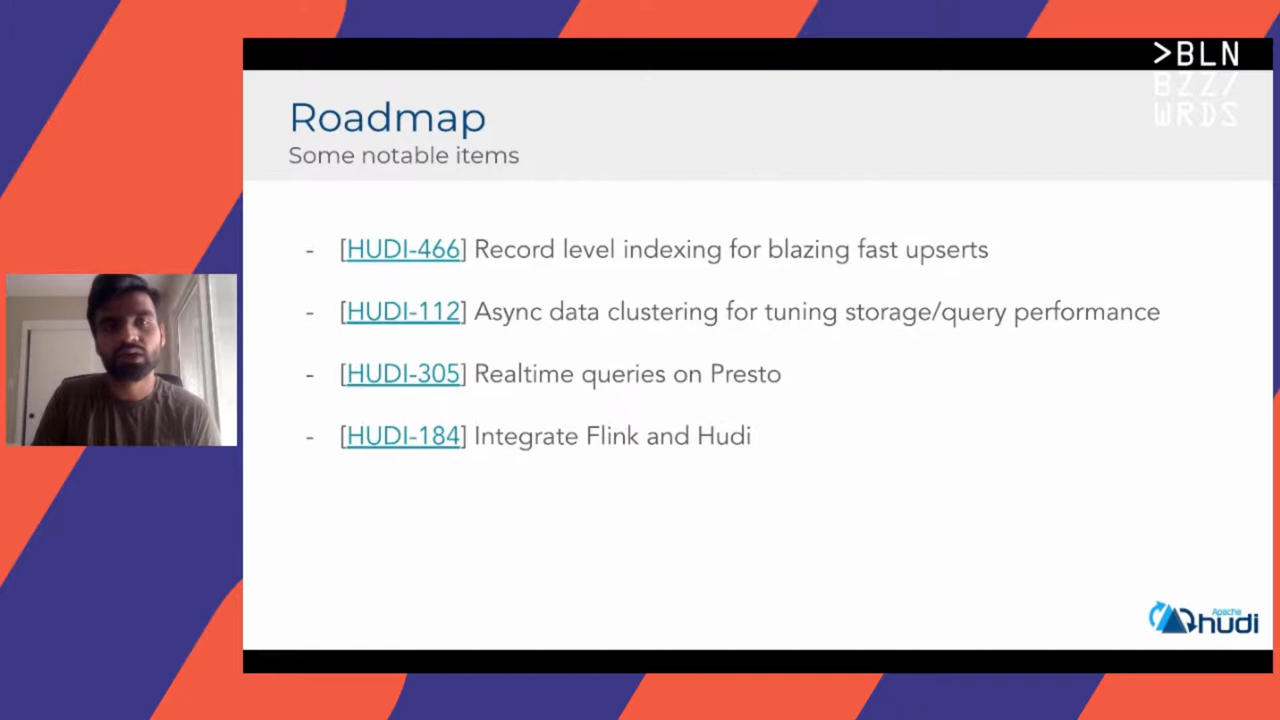 >BLN
BZZ/
WRDS
Roadmap
Some notable items
- [HUDI-466] Record level indexing for blazing fast upserts
- [HUDI-112] Async data clustering for tuning storage/query performance
- [HUDI-305] Realtime queries on Presto
- [HUDI-184] Integrate Flink and Hudi
Apache
hudi